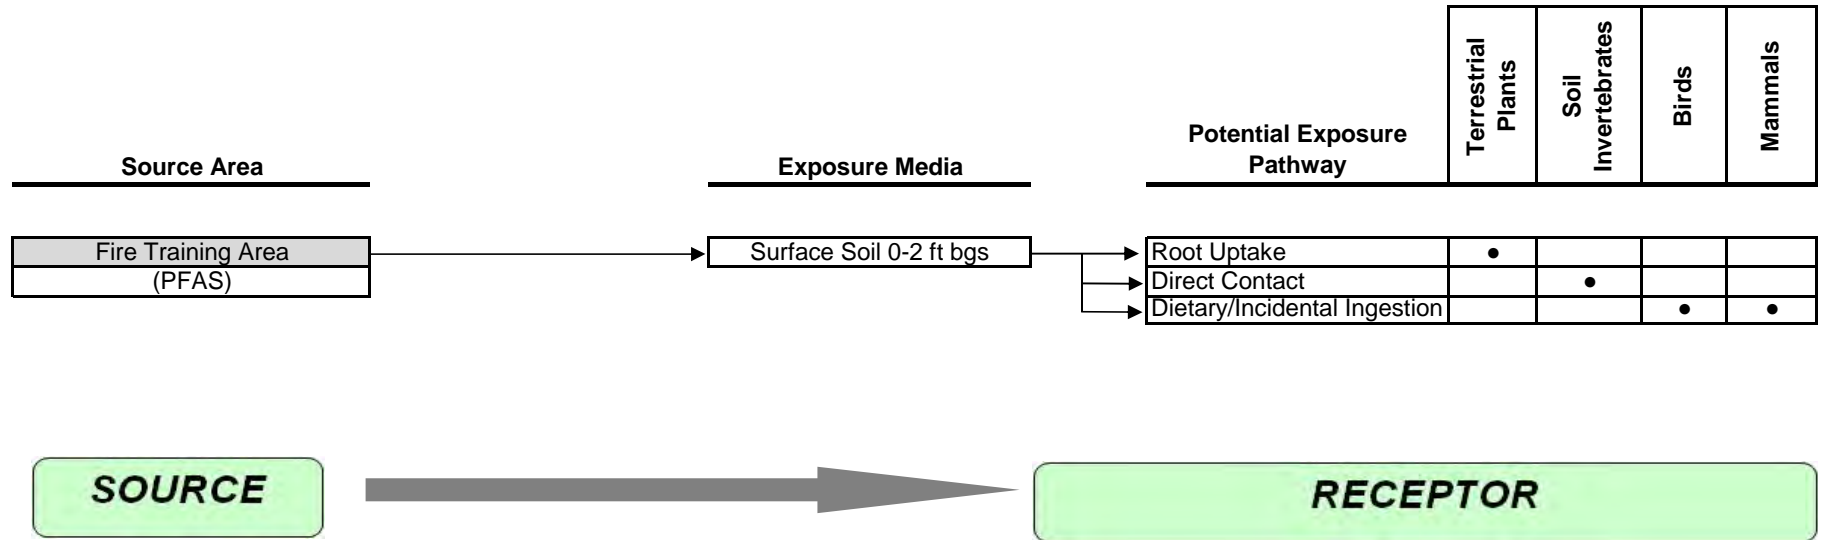 Source Area
Exposure Media
Potential Exposure
Pathway
Terrestrial
Plants
Soil
Invertebrates
Birds
Mammals
Fire Training Area
(PFAS)
Surface Soil 0-2 ft bgs
Root Uptake
●
Direct Contact
●
Dietary/Incidental Ingestion
● ●
SOURCE
RECEPTOR